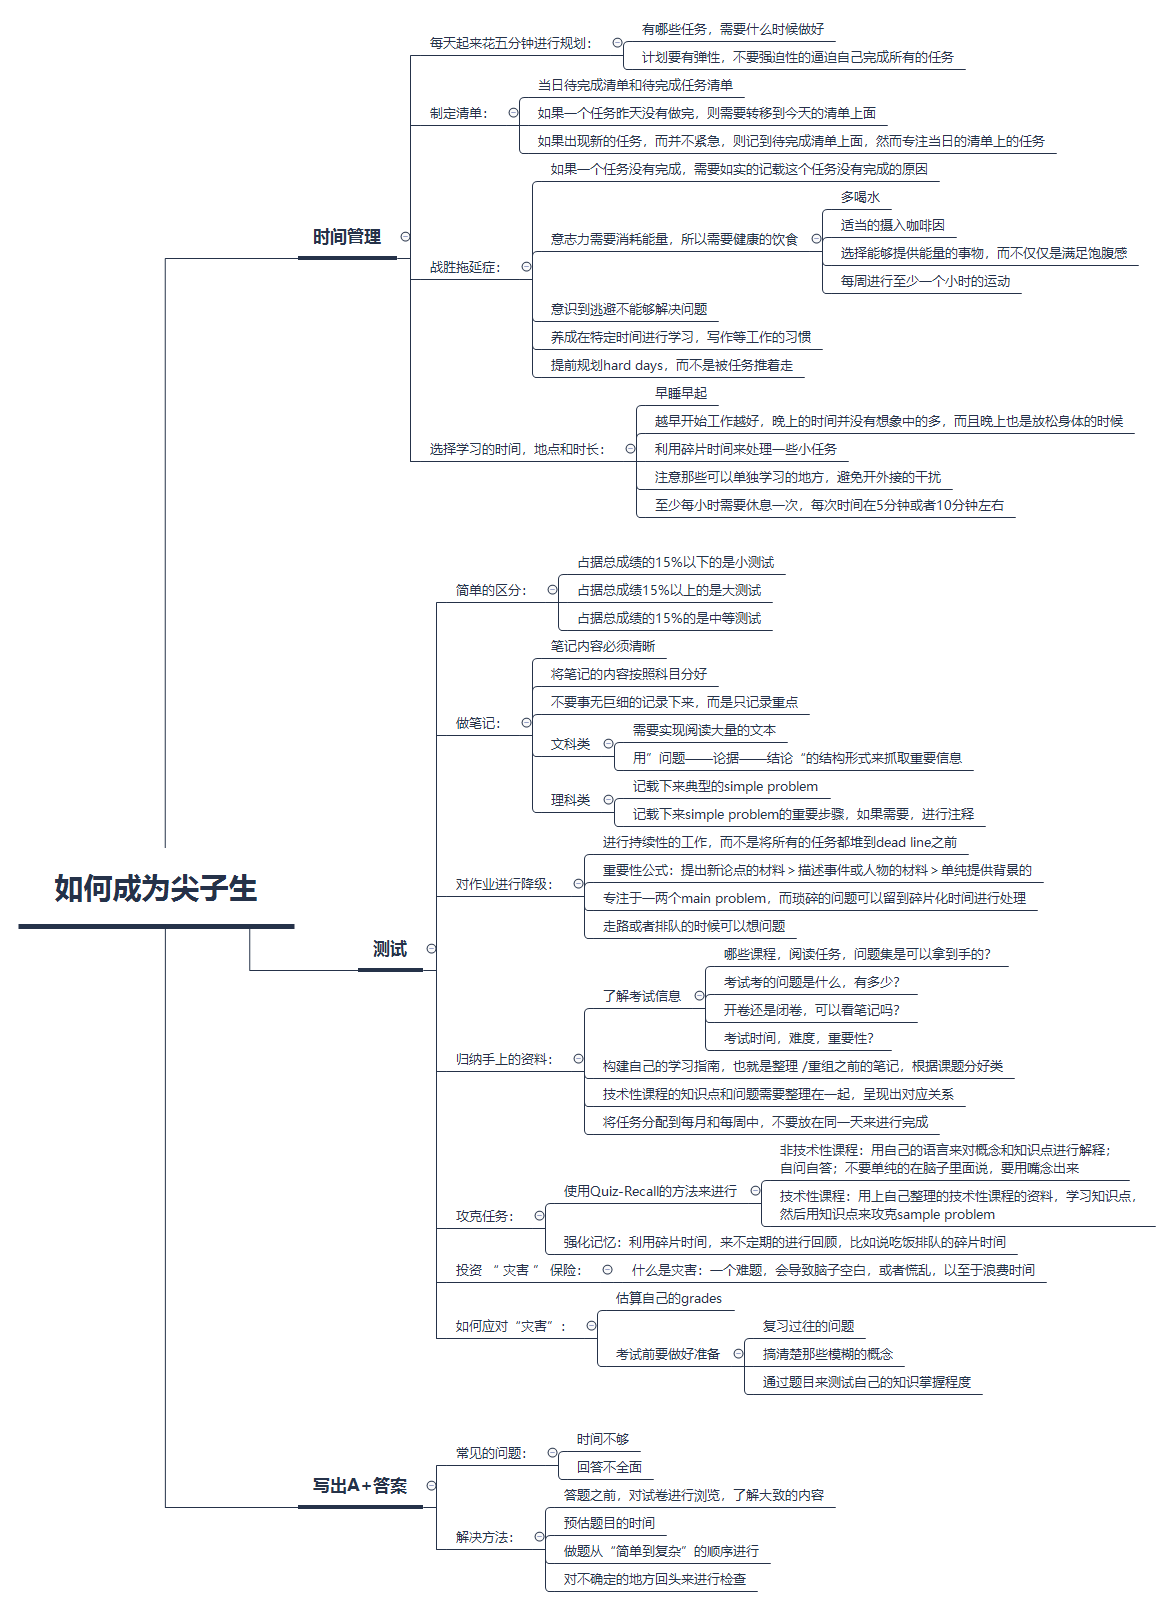 如何成为尖子生
时间管理
每天起来花五分钟进行规划：
有哪些任务，需要什么时候做好
计划要有弹性，不要强迫性的逼迫自己完成所有的任务
制定清单：
当日待完成清单和待完成任务清单
如果一个任务昨天没有做完，则需要转移到今天的清单上面
如果出现新的任务，而并不紧急，则记到待完成清单上面，然而专注当日的清单上的任务
战胜拖延症：
如果一个任务没有完成，需要如实的记载这个任务没有完成的原因
意志力需要消耗能量，所以需要健康的饮食
多喝水
适当的摄入咖啡因
选择能够提供能量的事物，而不仅仅是满足饱腹感
每周进行至少一个小时的运动
意识到逃避不能够解决问题
养成在特定时间进行学习，写作等工作的习惯
提前规划hard days，而不是被任务推着走
选择学习的时间，地点和时长：
早睡早起
越早开始工作越好，晚上的时间并没有想象中的多，而且晚上也是放松身体的时候
利用碎片时间来处理一些小任务
注意那些可以单独学习的地方，避免开外接的干扰
至少每小时需要休息一次，每次时间在5分钟或者10分钟左右
测试
简单的区分：
占据总成绩的15%以下的是小测试
占据总成绩15%以上的是大测试
占据总成绩的15%的是中等测试
做笔记：
笔记内容必须清晰
将笔记的内容按照科目分好
不要事无巨细的记录下来，而是只记录重点
文科类
需要实现阅读大量的文本
用”问题——论据——结论“的结构形式来抓取重要信息
理科类
记载下来典型的simple problem
记载下来simple problem的重要步骤，如果需要，进行注释
对作业进行降级：
进行持续性的工作，而不是将所有的任务都堆到dead line之前
重要性公式：提出新论点的材料＞描述事件或人物的材料＞单纯提供背景的
专注于一两个main problem，而琐碎的问题可以留到碎片化时间进行处理
走路或者排队的时候可以想问题
归纳手上的资料：
了解考试信息
哪些课程，阅读任务，问题集是可以拿到手的？
考试考的问题是什么，有多少？
开卷还是闭卷，可以看笔记吗？
考试时间，难度，重要性？
构建自己的学习指南，也就是整理 /重组之前的笔记，根据课题分好类
技术性课程的知识点和问题需要整理在一起，呈现出对应关系
将任务分配到每月和每周中，不要放在同一天来进行完成
攻克任务：
使用Quiz-Recall的方法来进行
非技术性课程：用自己的语言来对概念和知识点进行解释；
自问自答；不要单纯的在脑子里面说，要用嘴念出来
技术性课程：用上自己整理的技术性课程的资料，学习知识点，
然后用知识点来攻克sample problem
强化记忆：利用碎片时间，来不定期的进行回顾，比如说吃饭排队的碎片时间
投资 “ 灾害 ” 保险：
什么是灾害：一个难题，会导致脑子空白，或者慌乱，以至于浪费时间
如何应对“灾害”：
估算自己的grades
考试前要做好准备
复习过往的问题
搞清楚那些模糊的概念
通过题目来测试自己的知识掌握程度
写出A+答案
常见的问题：
时间不够
回答不全面
解决方法：
答题之前，对试卷进行浏览，了解大致的内容
预估题目的时间
做题从“简单到复杂”的顺序进行
对不确定的地方回头来进行检查